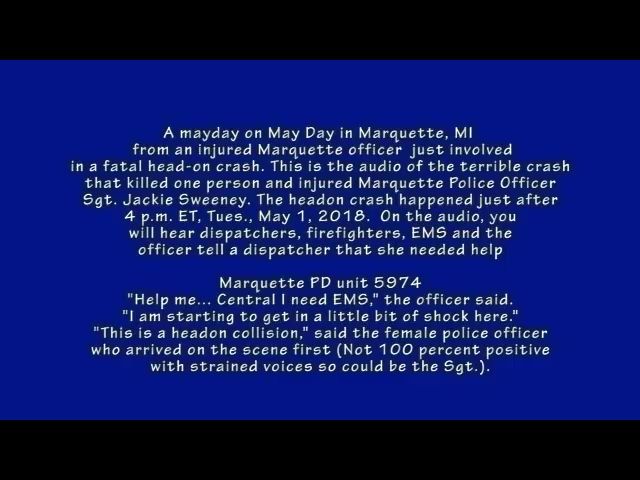 A mayday on May Day in Marquette, MI
from an injured Marquette officer just involved
in a fatal head-on crash. This is the audio of the terrible crash
that killed one person and injured Marquette Police Officer
Sgt. Jackie Sweeney. The headon crash happened just after
4 p.m. ET, Tues., May 1, 2018. On the audio, you
will hear dispatchers, firefighters, EMS and the
officer tell a dispatcher that she needed help
Marquette PD unit 5974
"Help me... Central I need EMS," the officer said.
"I am starting to get in a little bit of shock here."
"This is a headon collision," said the female police officer
who arrived on the scene first (Not 100 percent positive
with strained voices so could be the Sgt.).